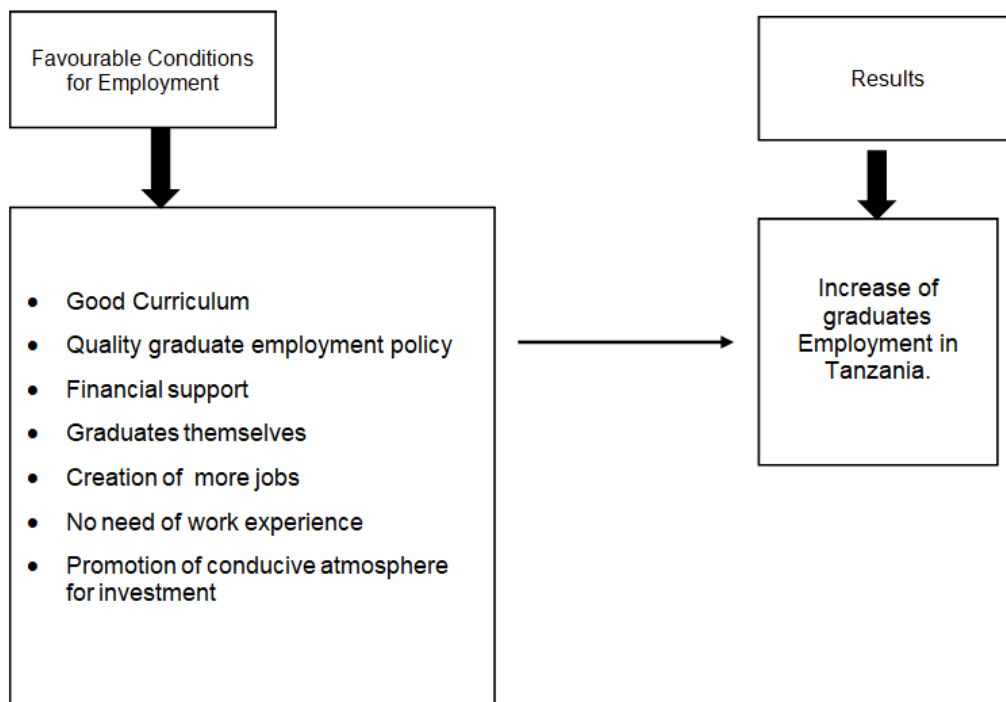 Favourable Conditions
for Employment
Results
• Good Curriculum
• Quality graduate employment policy
• Financial support
• Graduates themselves
• Creation of more jobs
• No need of work experience
• Promotion of conducive atmosphere
for investment
Increase of
graduates
Employment in
Tanzania.